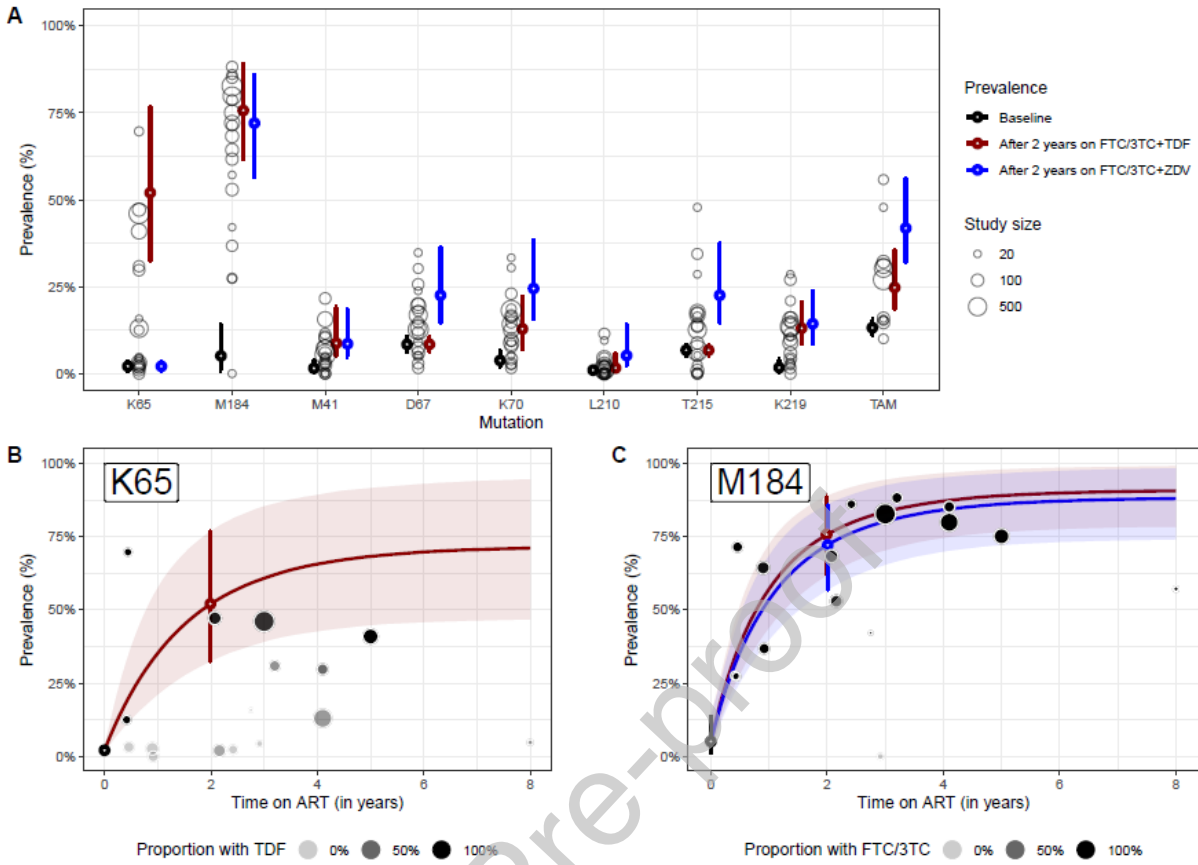 A
100%
75%
50%
25%
0%
Prevalence (%)
K65 M184 M41 D67 K70 L210 T215 K219 TAM
Mutation
Prevalence
Baseline
After 2 years on FTC/3TC+TDF
After 2 years on FTC/3TC+ZDV
Study size
20
100
500
B
K65
100%
75%
50%
25%
0%
Prevalence (%)
0 2 4 6 8
Time on ART (in years)
Proportion with TDF 0% 50% 100%
C
M184
100%
75%
50%
25%
0%
Prevalence (%)
0 2 4 6 8
Time on ART (in years)
Proportion with FTC/3TC 0% 50% 100%
Pre-proof